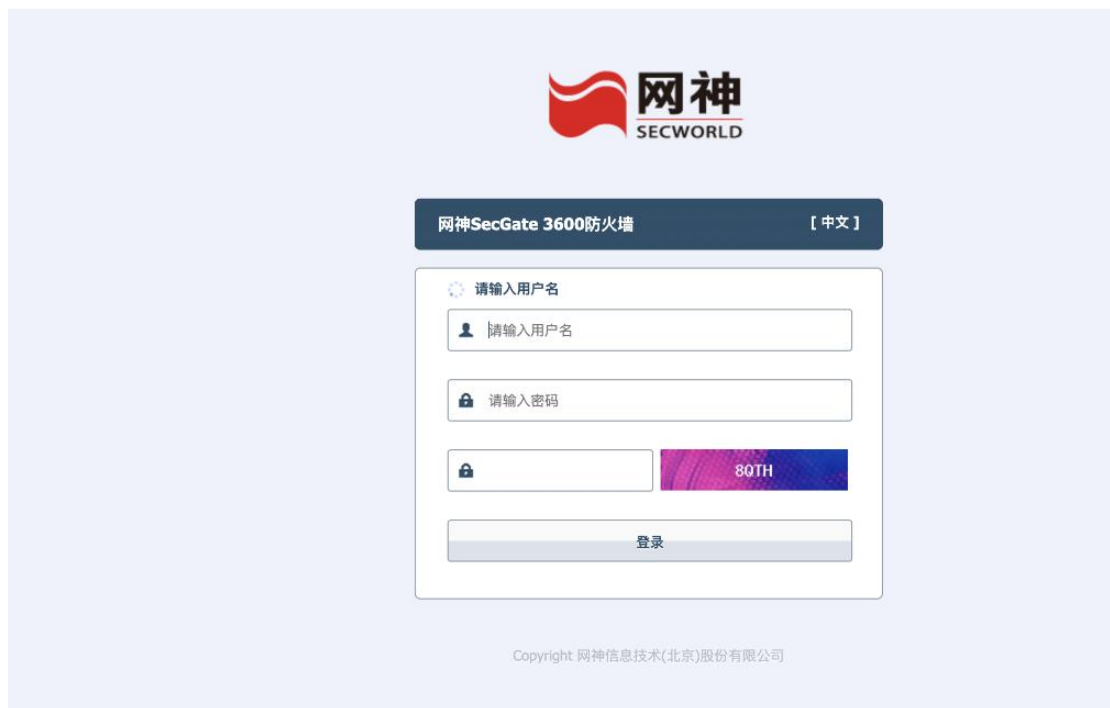 网神
SECWORLD
网神SecGate 3600防火墙
[ 中文 ]
请输入用户名
请输入用户名
请输入密码
8QTH
登录
Copyright 网神信息技术(北京)股份有限公司